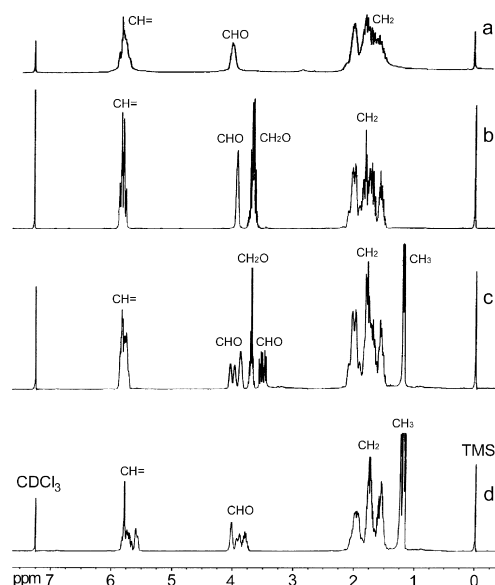 CH= CHO CH₂ a
CH= CHO CH₂O CH₂ b
CH= CHO CH₂O CHO CH₂ CH₃ c
CDCl₃ CH= CHO CH₂ CH₃ TMS d
ppm 7 6 5 4 3 2 1 0